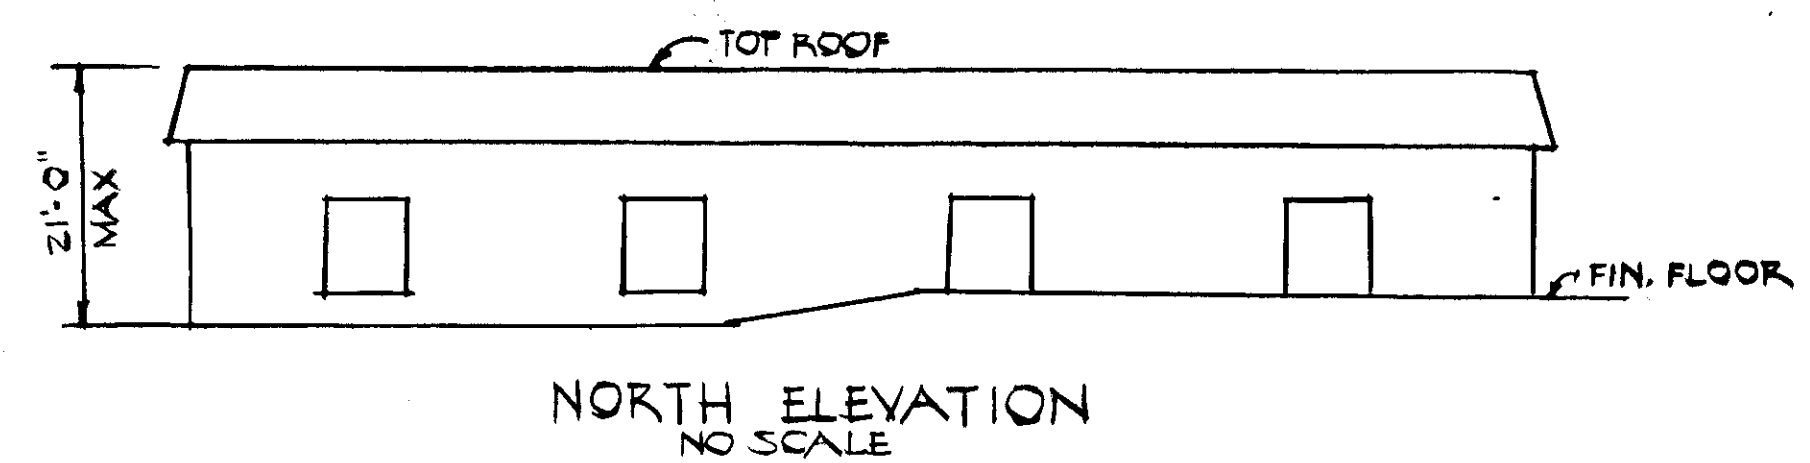 TOP ROOF
21'-0"
MAX
FIN. FLOOR
NORTH ELEVATION
NO SCALE